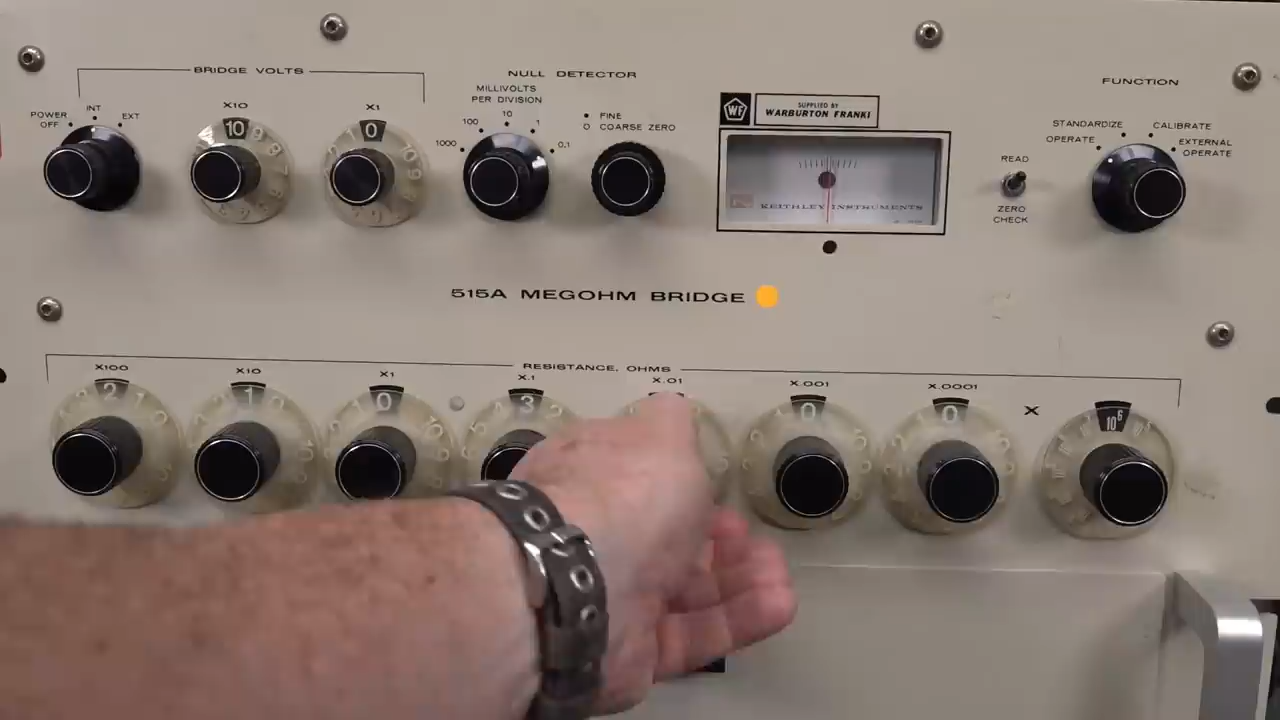 BRIDGE VOLTS
POWER OFF
INT
EXT
X10
10 9
X1
1 0
NULL DETECTOR
MILLIVOLTS
PER DIVISION
1000
100
10
1
0.1
FINE
COARSE ZERO
WF
SUPPLIED BY
WARBURTON FRANKI
KEITHLEY INSTRUMENTS
READ
ZERO
CHECK
FUNCTION
STANDARDIZE
OPERATE
CALIBRATE
EXTERNAL
OPERATE
515A MEGOHM BRIDGE
RESISTANCE, OHMS
X100
X10
X1
X.1
X.01
X.001
X.0001
X
2
1
0
3
0
0
10⁶